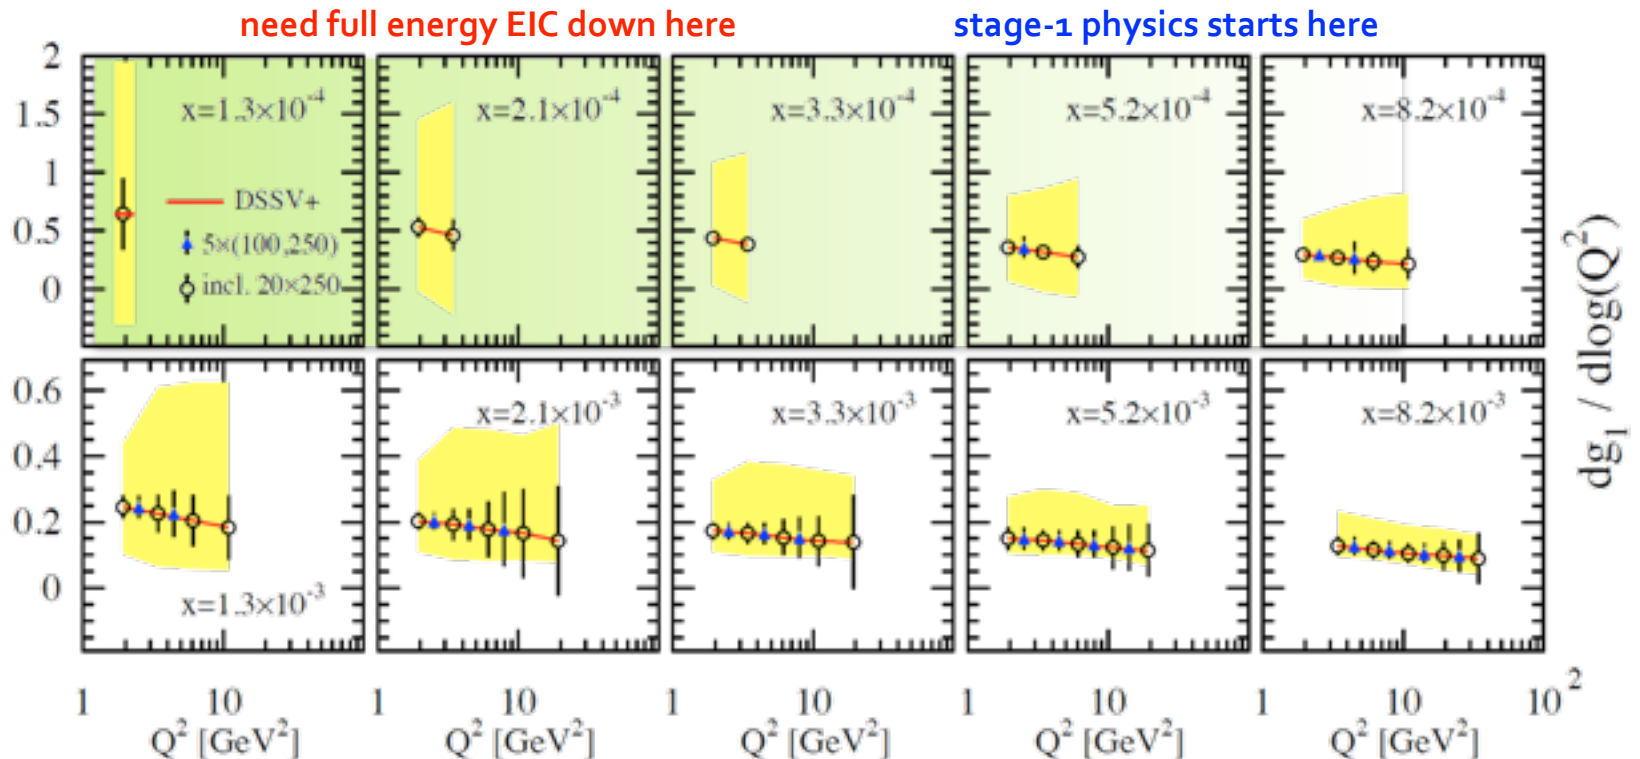 need full energy EIC down here
stage-1 physics starts here
2
1.5
1
0.5
0
x=1.3×10⁻⁴
x=2.1×10⁻⁴
x=3.3×10⁻⁴
x=5.2×10⁻⁴
x=8.2×10⁻⁴
DSSV+
5×(100,250)
incl. 20×250
0.6
0.4
0.2
0
x=1.3×10⁻³
x=2.1×10⁻³
x=3.3×10⁻³
x=5.2×10⁻³
x=8.2×10⁻³
dg₁ / dlog(Q²)
1 10 1 10 1 10 1 10 1 10 10²
Q² [GeV²] Q² [GeV²] Q² [GeV²] Q² [GeV²] Q² [GeV²]